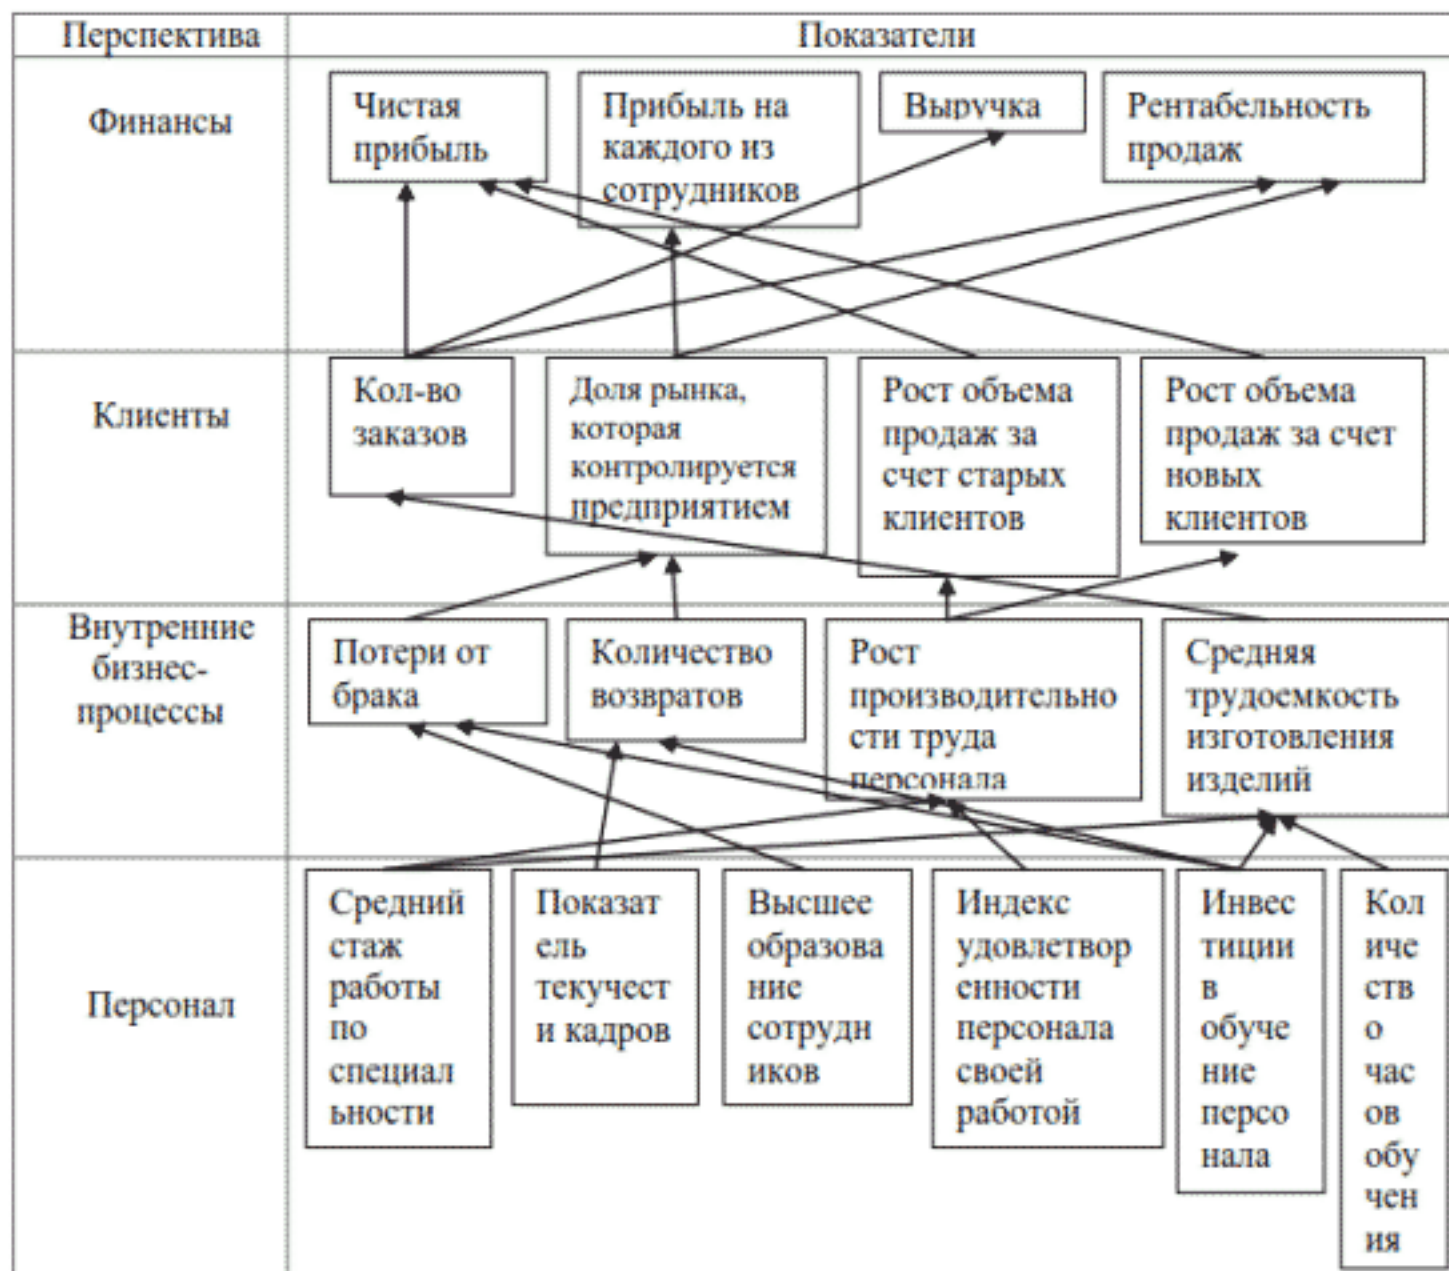 Перспектива
Показатели
Финансы
Чистая
прибыль
Прибыль на
каждого из
сотрудников
Выручка
Рентабельность
продаж
Клиенты
Кол-во
заказов
Доля рынка,
которая
контролируется
предприятием
Рост объема
продаж за
счет старых
клиентов
Рост объема
продаж за счет
новых
клиентов
Внутренние
бизнес-
процессы
Потери от
брака
Количество
возвратов
Рост
производительно
сти труда
персонала
Средняя
трудоемкость
изготовления
изделий
Персонал
Средний
стаж
работы
по
специал
ьности
Показат
ель
текучест
и кадров
Высшее
образова
ние
сотрудн
иков
Индекс
удовлетвор
енности
персонала
своей
работой
Инвес
тиции
в
обуче
ние
персо
нала
Кол
иче
ств
о
час
ов
обу
чен
ия